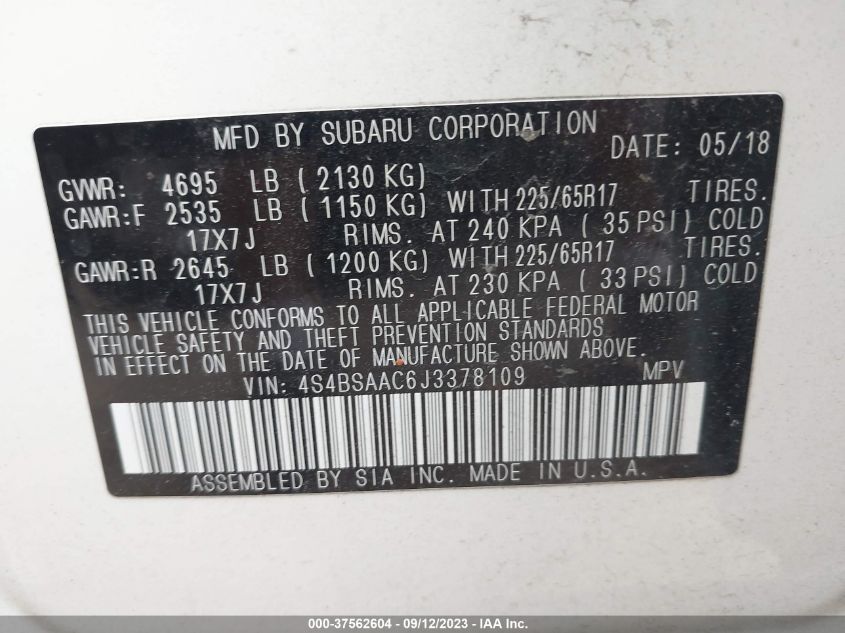 MFD BY SUBARU CORPORATION DATE: 05/18
GVWR: 4695 LB ( 2130 KG)
GAWR:F 2535 LB ( 1150 KG) WITH 225/65R17 TIRES.
17X7J RIMS. AT 240 KPA ( 35 PSI) COLD
GAWR:R 2645 LB ( 1200 KG) WITH 225/65R17 TIRES.
17X7J RIMS. AT 230 KPA ( 33 PSI) COLD
THIS VEHICLE CONFORMS TO ALL APPLICABLE FEDERAL MOTOR
VEHICLE SAFETY AND THEFT PREVENTION STANDARDS
IN EFFECT ON THE DATE OF MANUFACTURE SHOWN ABOVE.
VIN: 4S4BSAAC6J3378109 MPV
ASSEMBLED BY SIA INC. MADE IN U.S.A.
000-37562604 - 09/12/2023 - IAA Inc.